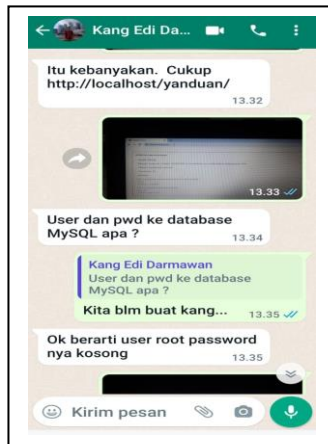 Kang Edi Da...
Itu kebanyakan. Cukup
http://localhost/yanduan/
13.32
13.33
User dan pwd ke database
MySQL apa ?
13.34
Kang Edi Darmawan
User dan pwd ke database
MySQL apa ?
Kita blm buat kang...
13.35
Ok berarti user root password
nya kosong
13.35
Kirim pesan